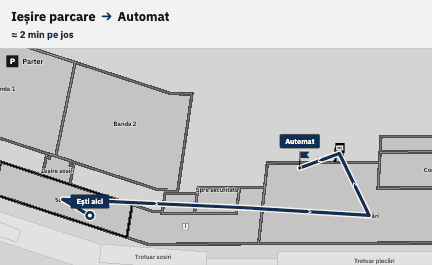 Ieșire parcare → Automat
≈ 2 min pe jos
P Parter
nda 1
Banda 2
Automat
Ieșire sosiri
Spre securitate
Ești aici
Trotuar sosiri
Trotuar plecări